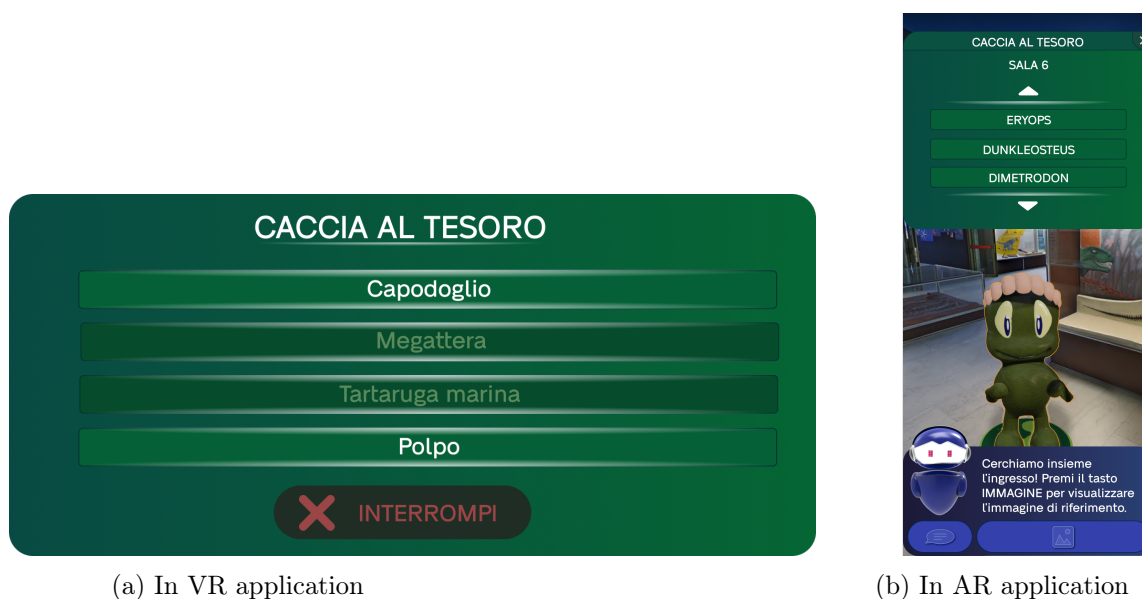 CACCIA AL TESORO
Capodoglio
Megattera
Tartaruga marina
Polpo
INTERROMPI
(a) In VR application
CACCIA AL TESORO
SALA 6
ERYOPS
DUNKLEOSTEUS
DIMETRODON
Cerchiamo insieme
l'ingresso! Premi il tasto
IMMAGINE per visualizzare
l'immagine di riferimento.
(b) In AR application